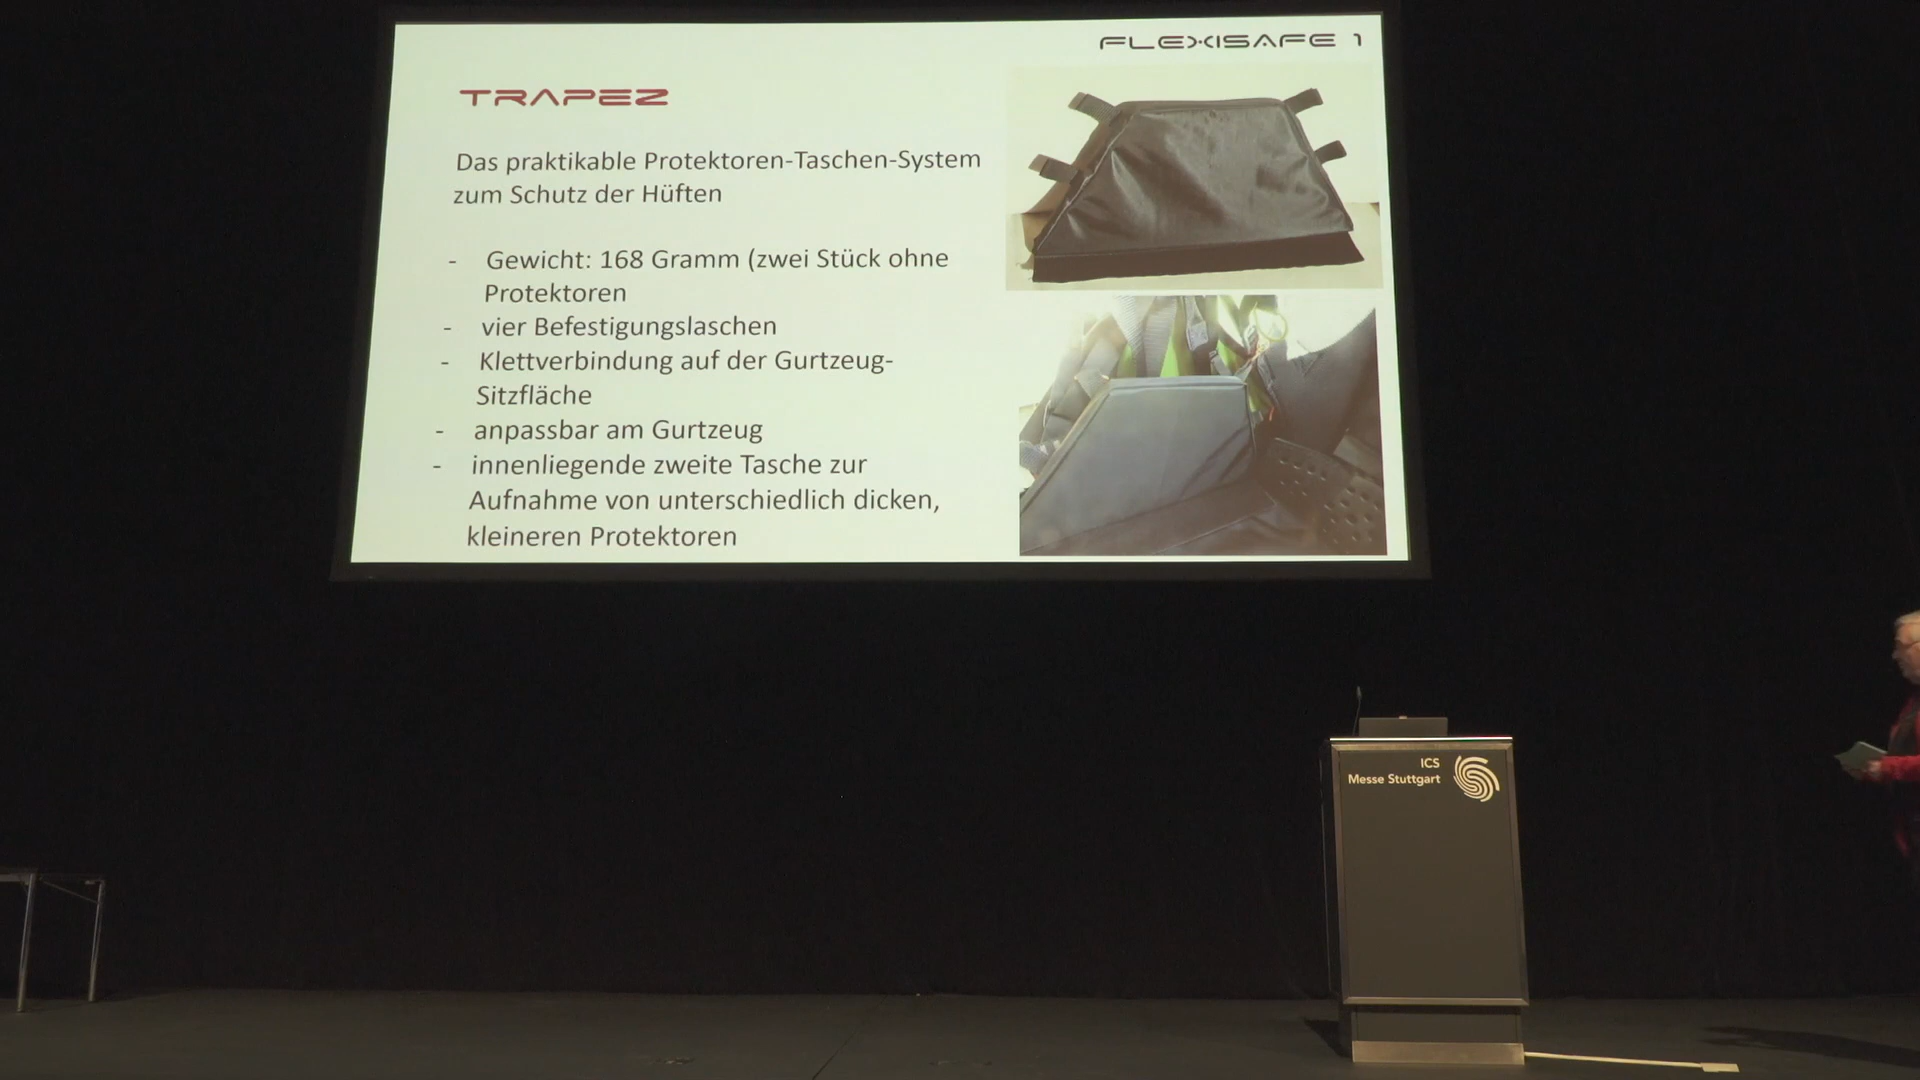 FLEXISAFE 1
TRAPEZ
Das praktikable Protektoren-Taschen-System
zum Schutz der Hüften
- Gewicht: 168 Gramm (zwei Stück ohne
Protektoren
- vier Befestigungslaschen
- Klettverbindung auf der Gurtzeug-
Sitzfläche
- anpassbar am Gurtzeug
- innenliegende zweite Tasche zur
Aufnahme von unterschiedlich dicken,
kleineren Protektoren
ICS
Messe Stuttgart